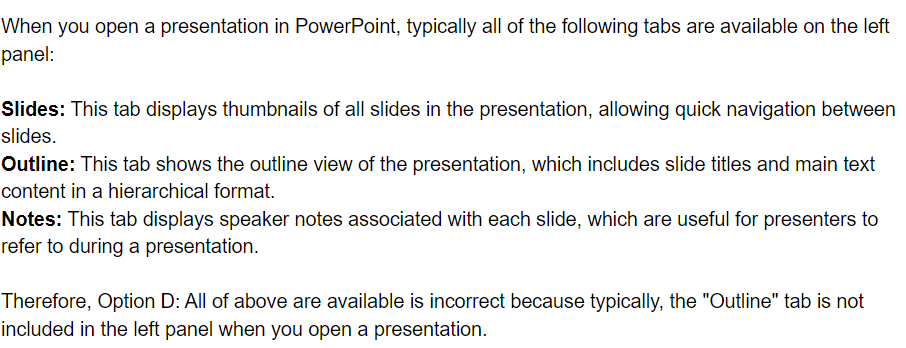 When you open a presentation in PowerPoint, typically all of the following tabs are available on the left
panel:
Slides: This tab displays thumbnails of all slides in the presentation, allowing quick navigation between
slides.
Outline: This tab shows the outline view of the presentation, which includes slide titles and main text
content in a hierarchical format.
Notes: This tab displays speaker notes associated with each slide, which are useful for presenters to
refer to during a presentation.
Therefore, Option D: All of above are available is incorrect because typically, the "Outline" tab is not
included in the left panel when you open a presentation.